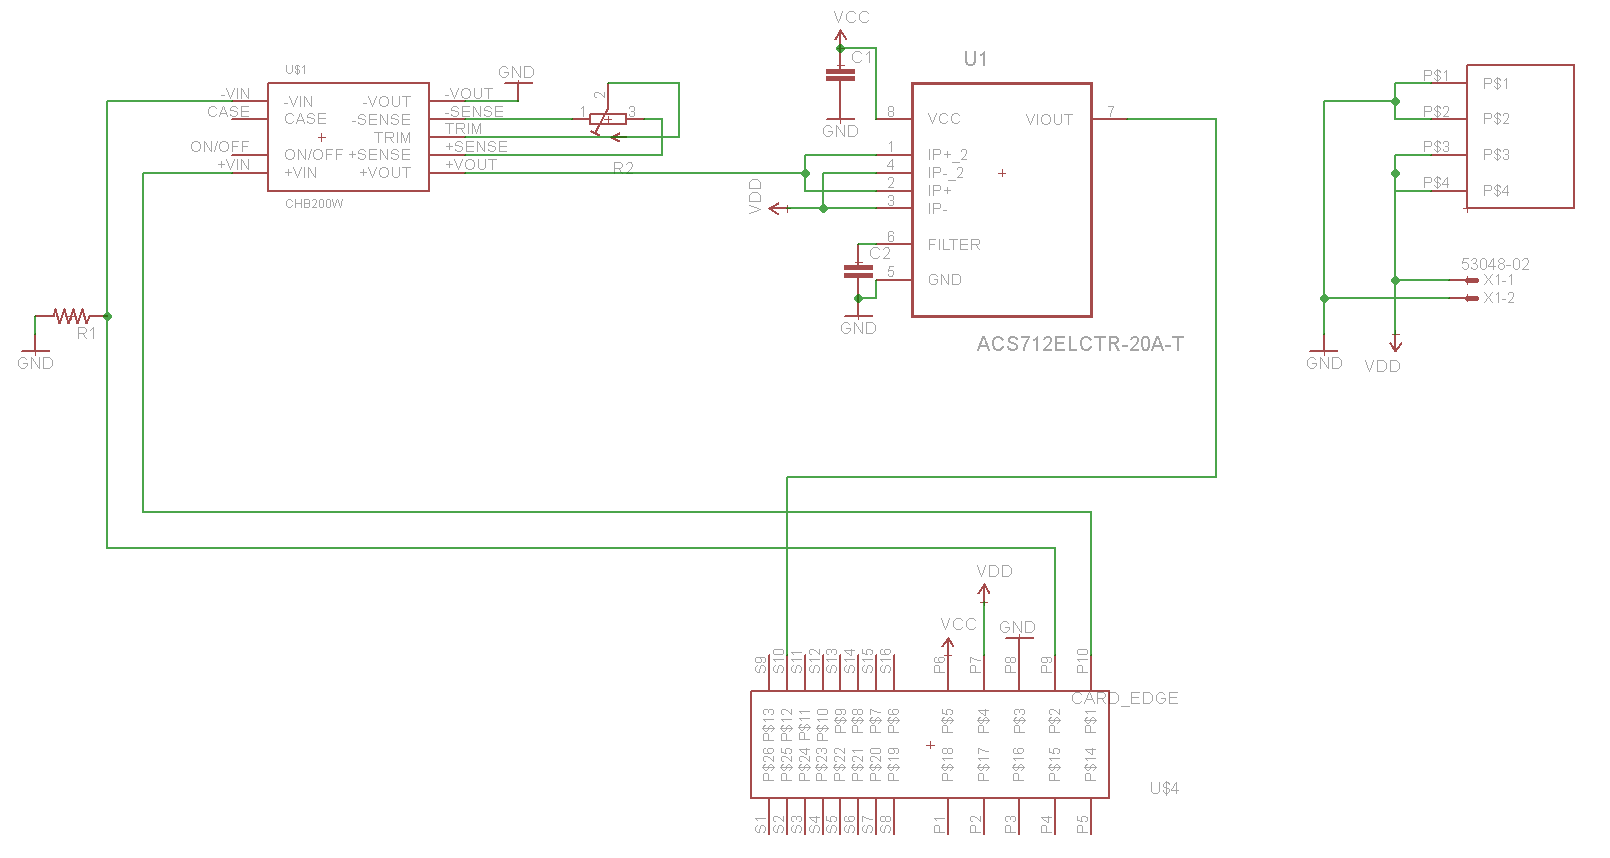 VCC
C1
GND
U$1
-VIN
CASE
ON/OFF
+VIN
-VIN
CASE
ON/OFF
+VIN
-VOUT
-SENSE
TRIM
+SENSE
+VOUT
CHB200W
-VOUT
-SENSE
TRIM
+SENSE
+VOUT
GND
1
2
3
R2
U1
8
1
4
2
3
6
5
VCC
IP+_2
IP-_2
IP+
IP-
FILTER
GND
VIOUT
7
VDD
C2
GND
ACS712ELCTR-20A-T
P$1
P$2
P$3
P$4
P$1
P$2
P$3
P$4
53048-02
X1-1
X1-2
GND
VDD
R1
GND
VDD
VCC
GND
S9
S10
S11
S12
S13
S14
S15
S16
P6
P7
P8
P9
P10
CARD_EDGE
P$13
P$12
P$11
P$10
P$9
P$8
P$7
P$6
P$5
P$4
P$3
P$2
P$1
P$26
P$25
P$24
P$23
P$22
P$21
P$20
P$19
P$18
P$17
P$16
P$15
P$14
U$4
S1
S2
S3
S4
S5
S6
S7
S8
P1
P2
P3
P4
P5